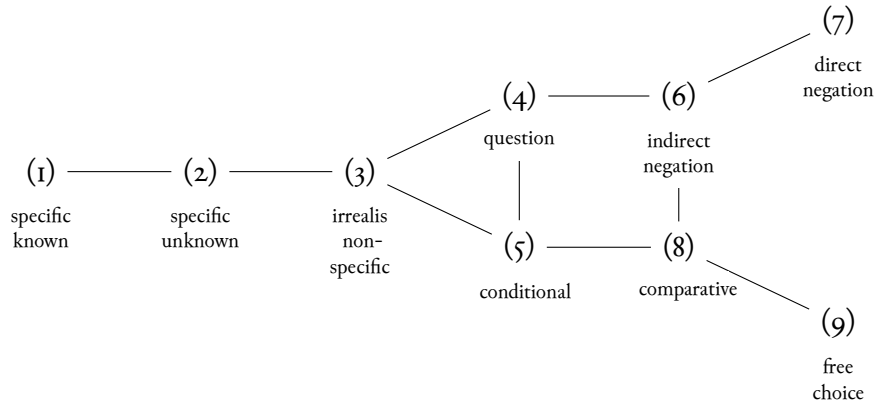 (7)
direct
negation
(4)
question
(6)
indirect
negation
(1)
specific
known
(2)
specific
unknown
(3)
irrealis
non-
specific
(5)
conditional
(8)
comparative
(9)
free
choice